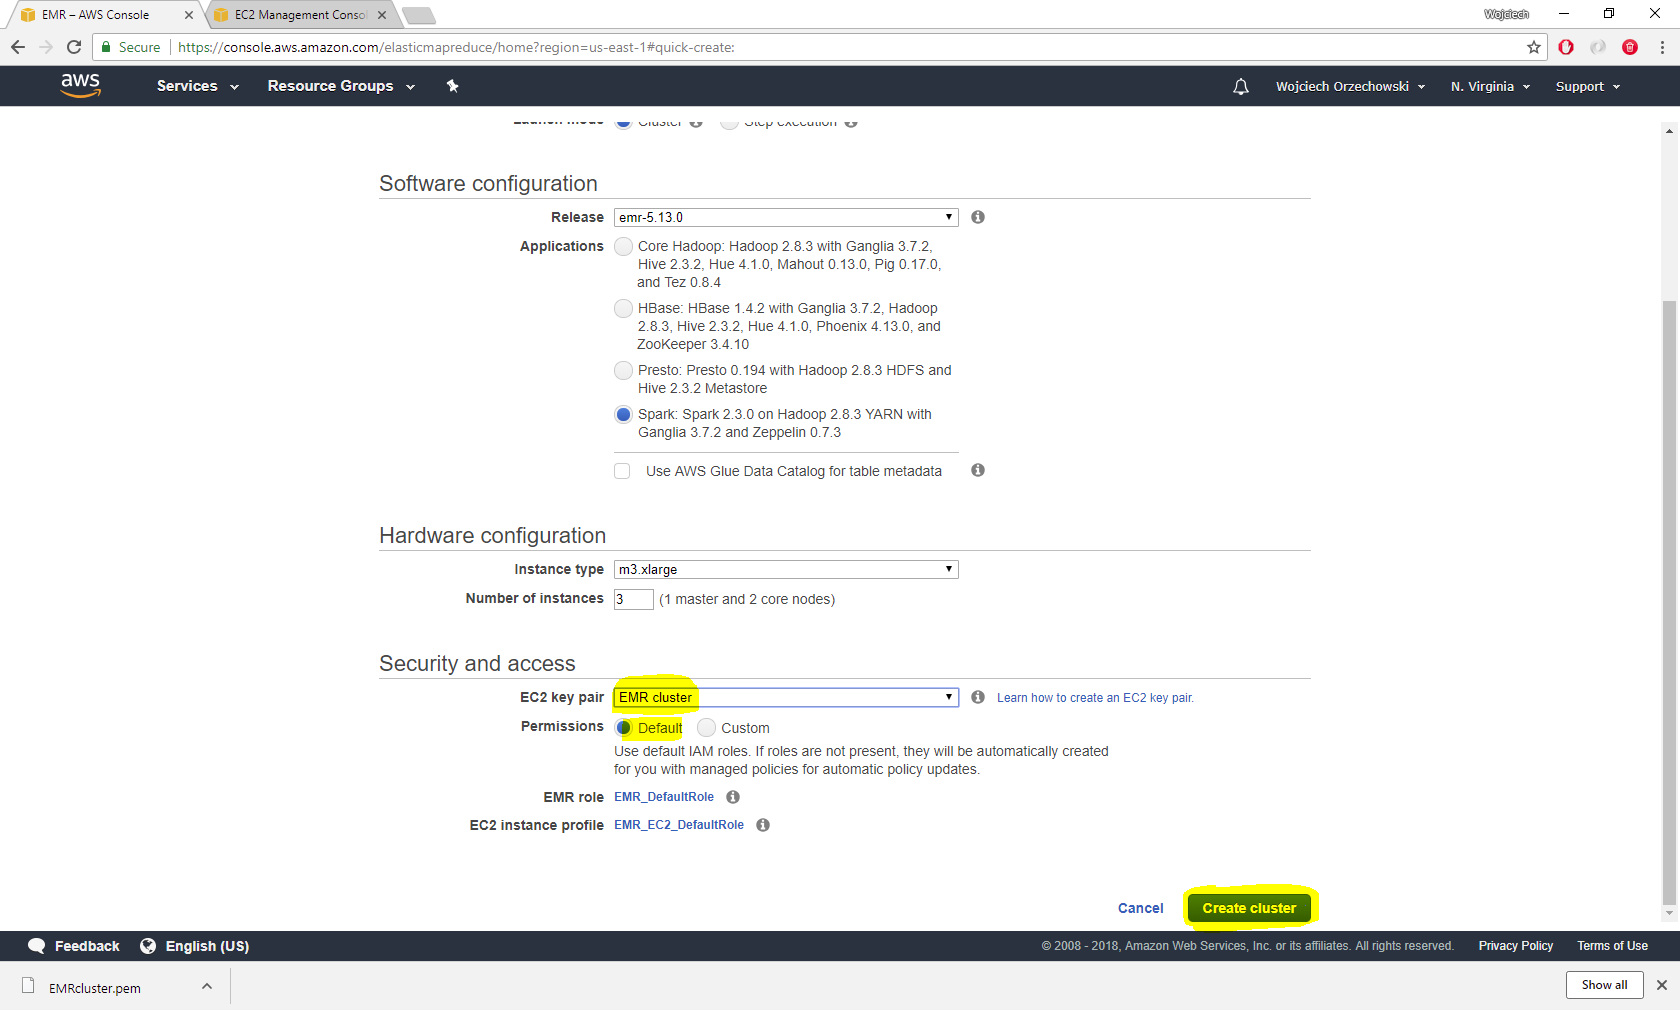 EMR – AWS Console
EC2 Management Consol
Wojciech
Secure
https://console.aws.amazon.com/elasticmapreduce/home?region=us-east-1#quick-create:
aws
Services
Resource Groups
Wojciech Orzechowski
N. Virginia
Support
Launch mode
Cluster
Step execution
Software configuration
Release
emr-5.13.0
Applications
Core Hadoop: Hadoop 2.8.3 with Ganglia 3.7.2,
Hive 2.3.2, Hue 4.1.0, Mahout 0.13.0, Pig 0.17.0,
and Tez 0.8.4
HBase: HBase 1.4.2 with Ganglia 3.7.2, Hadoop
2.8.3, Hive 2.3.2, Hue 4.1.0, Phoenix 4.13.0, and
ZooKeeper 3.4.10
Presto: Presto 0.194 with Hadoop 2.8.3 HDFS and
Hive 2.3.2 Metastore
Spark: Spark 2.3.0 on Hadoop 2.8.3 YARN with
Ganglia 3.7.2 and Zeppelin 0.7.3
Use AWS Glue Data Catalog for table metadata
Hardware configuration
Instance type
m3.xlarge
Number of instances
3
(1 master and 2 core nodes)
Security and access
EC2 key pair
EMR cluster
Learn how to create an EC2 key pair.
Permissions
Default
Custom
Use default IAM roles. If roles are not present, they will be automatically created
for you with managed policies for automatic policy updates.
EMR role
EMR_DefaultRole
EC2 instance profile
EMR_EC2_DefaultRole
Cancel
Create cluster
Feedback
English (US)
© 2008 - 2018, Amazon Web Services, Inc. or its affiliates. All rights reserved.
Privacy Policy
Terms of Use
EMRcluster.pem
Show all